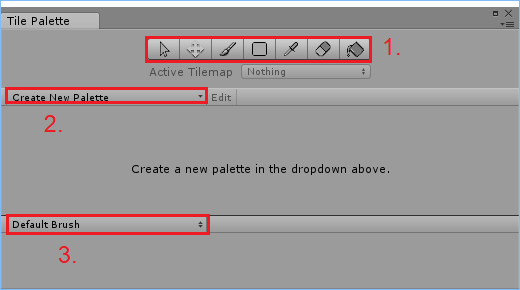 Tile Palette
1.
Active Tilemap Nothing
Create New Palette Edit
2.
Create a new palette in the dropdown above.
Default Brush
3.